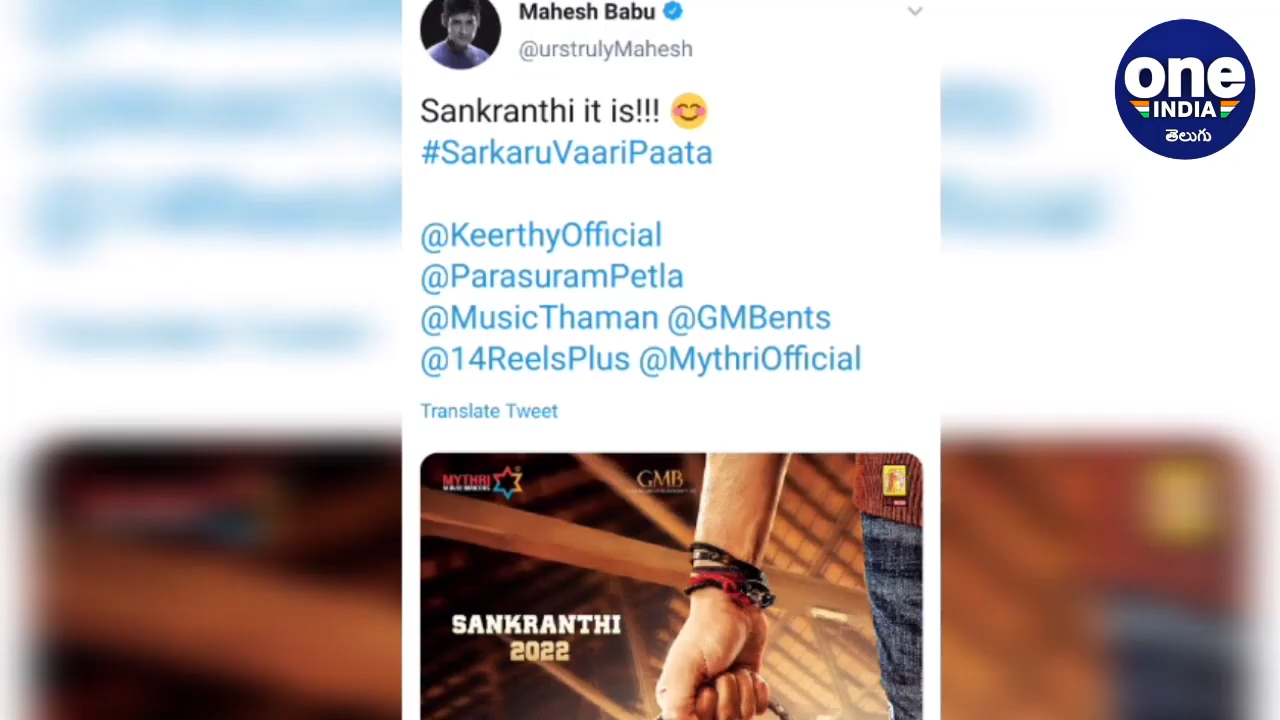 Mahesh Babu
@urstrulyMahesh
one
INDIA
తెలుగు
Sankranthi it is!!! 😊
#SarkaruVaariPaata
@KeerthyOfficial
@ParasuramPetla
@MusicThaman @GMBents
@14ReelsPlus @MythriOfficial
Translate Tweet
MYTHRI
GMB
SANKRANTHI
2022